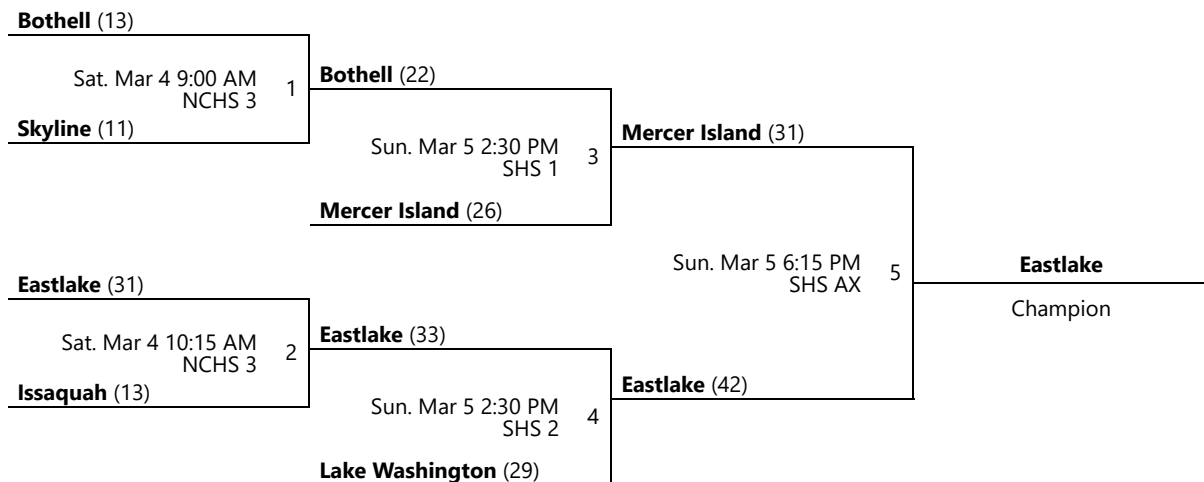 Bothell (13)
Sat. Mar 4 9:00 AM
NCHS 3
1
Skyline (11)
Bothell (22)
Sun. Mar 5 2:30 PM
SHS 1
3
Mercer Island (26)
Mercer Island (31)
Sun. Mar 5 6:15 PM
SHS AX
5
Eastlake
Champion
Eastlake (31)
Sat. Mar 4 10:15 AM
NCHS 3
2
Issaquah (13)
Eastlake (33)
Sun. Mar 5 2:30 PM
SHS 2
4
Lake Washington (29)
Eastlake (42)